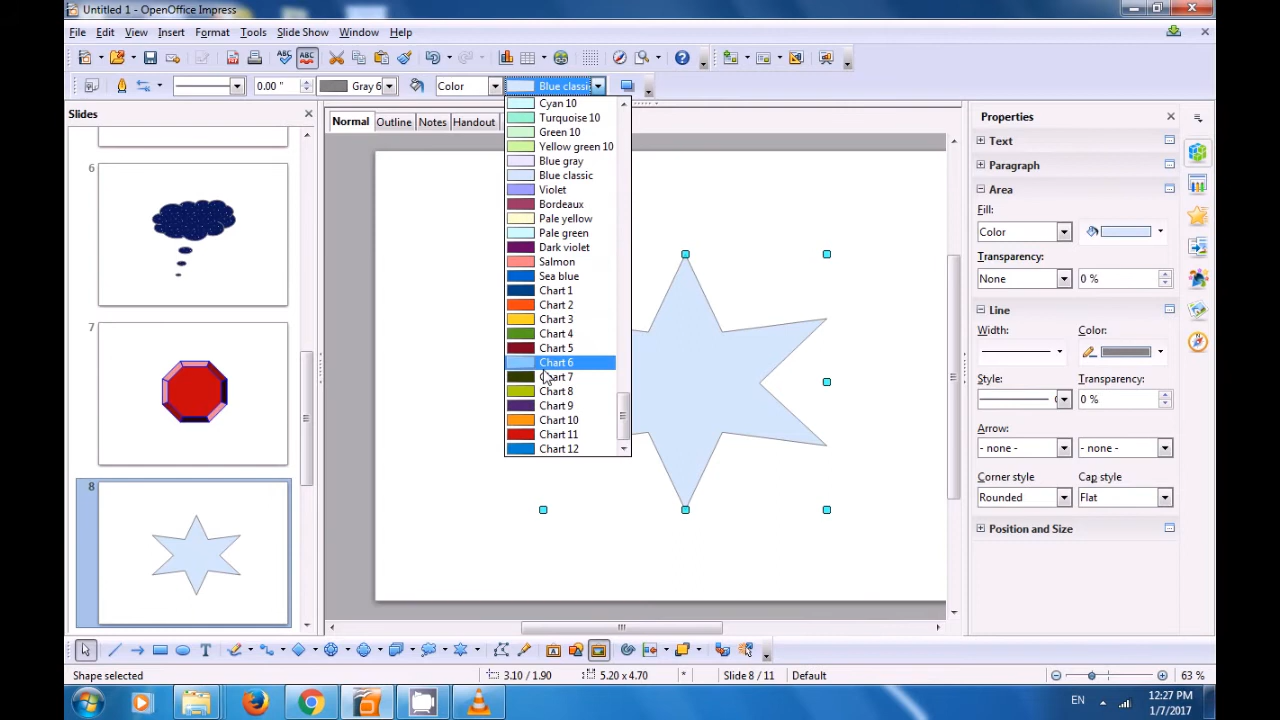 Untitled 1 - OpenOffice Impress
File Edit View Insert Format Tools Slide Show Window Help
0.00 " Gray 6 Color Blue classi
Slides
Normal Outline Notes Handout
Cyan 10
Turquoise 10
Green 10
Yellow green 10
Blue gray
Blue classic
Violet
Bordeaux
Pale yellow
Pale green
Dark violet
Salmon
Sea blue
Chart 1
Chart 2
Chart 3
Chart 4
Chart 5
Chart 6
Chart 7
Chart 8
Chart 9
Chart 10
Chart 11
Chart 12
6
7
8
Properties
Text
Paragraph
Area
Fill:
Color
Transparency:
None 0 %
Line
Width: Color:
Style: Transparency:
0 %
Arrow:
- none - - none -
Corner style Cap style
Rounded Flat
Position and Size
Shape selected 3.10 / 1.90 5.20 x 4.70 * Slide 8 / 11 Default 63 %
EN 12:27 PM
1/7/2017